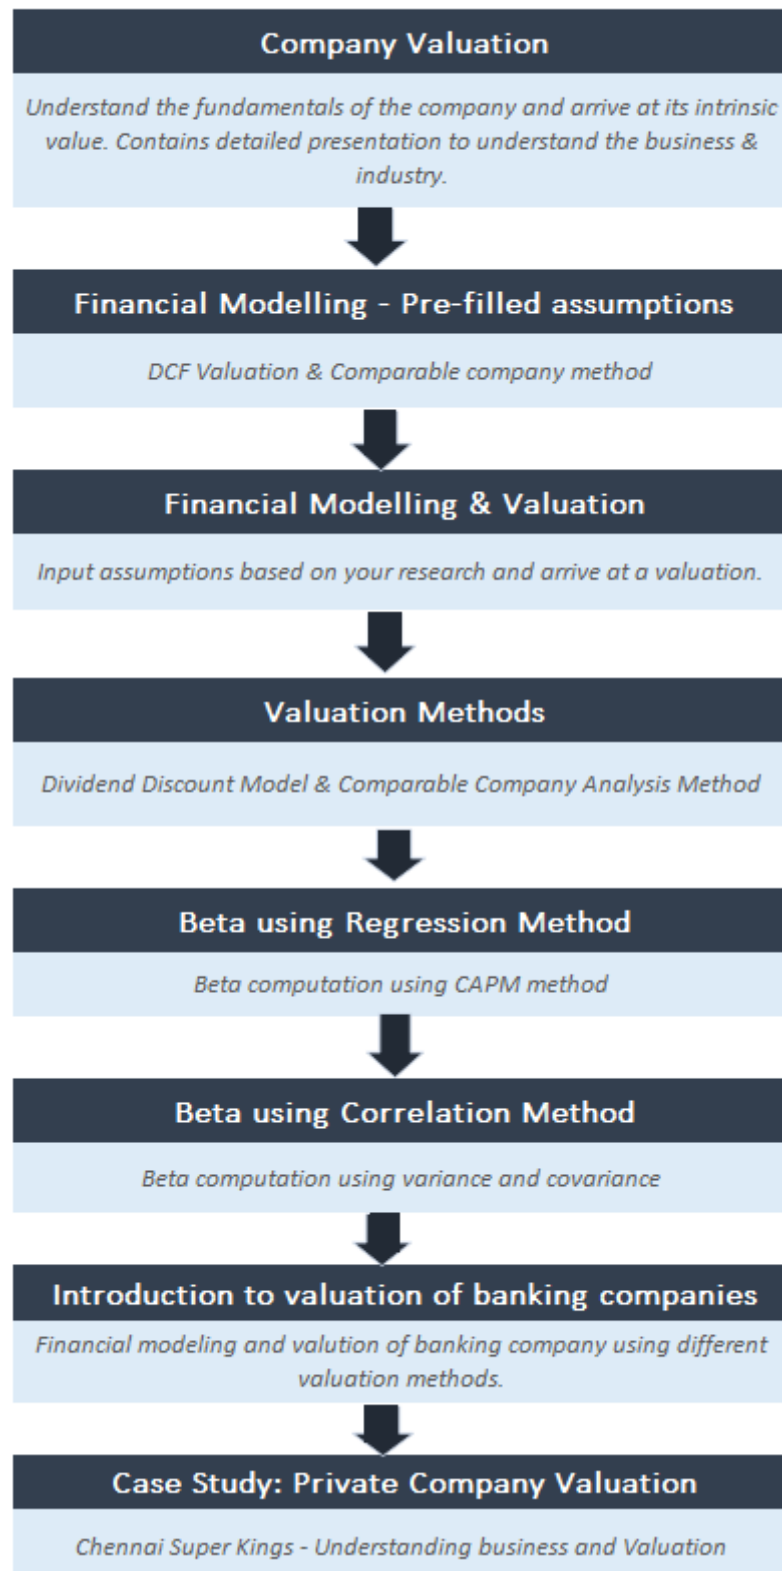 Company Valuation
Understand the fundamentals of the company and arrive at its intrinsic
value. Contains detailed presentation to understand the business &
industry.
Financial Modelling - Pre-filled assumptions
DCF Valuation & Comparable company method
Financial Modelling & Valuation
Input assumptions based on your research and arrive at a valuation.
Valuation Methods
Dividend Discount Model & Comparable Company Analysis Method
Beta using Regression Method
Beta computation using CAPM method
Beta using Correlation Method
Beta computation using variance and covariance
Introduction to valuation of banking companies
Financial modeling and valution of banking company using different
valuation methods.
Case Study: Private Company Valuation
Chennai Super Kings - Understanding business and Valuation